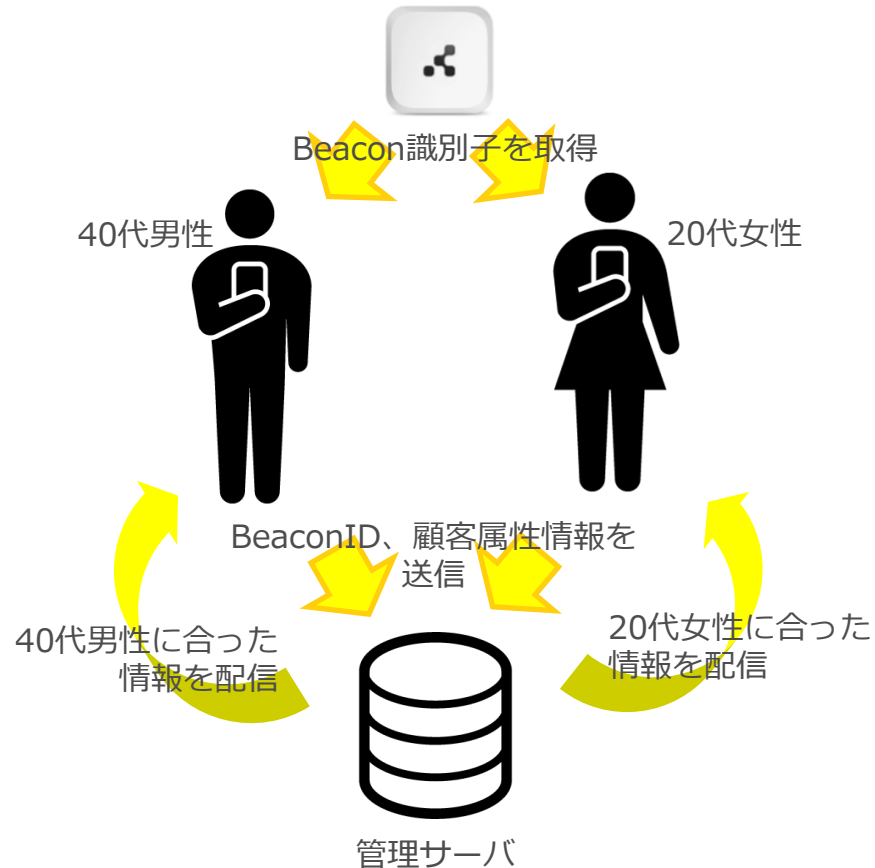 Beacon識別子を取得
40代男性
20代女性
BeaconID、顧客属性情報を
送信
40代男性に合った
情報を配信
20代女性に合った
情報を配信
管理サーバ